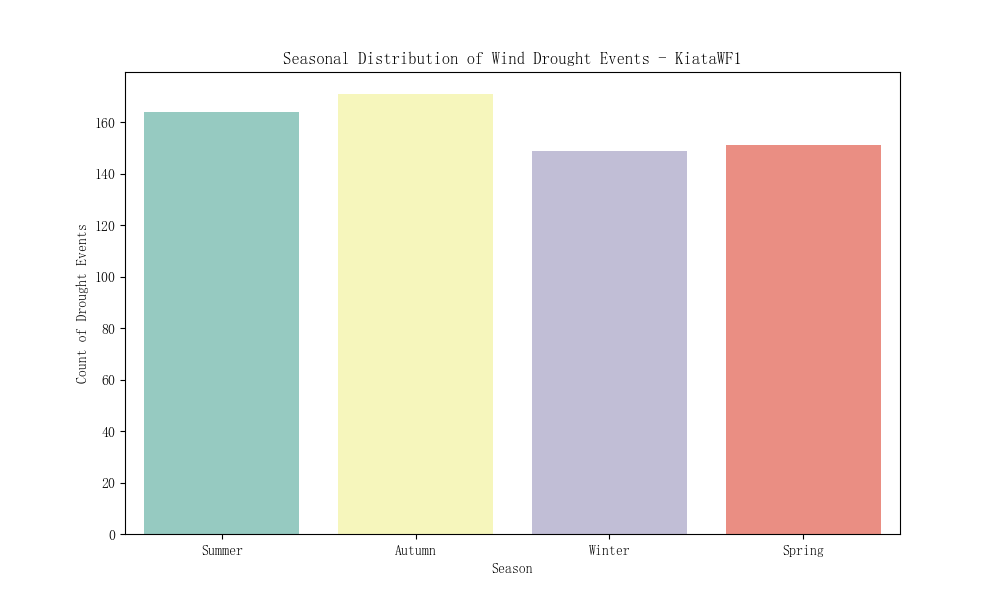 Seasonal Distribution of Wind Drought Events - KiataWF1
Count of Drought Events
160
140
120
100
80
60
40
20
0
Summer
Autumn
Winter
Spring
Season